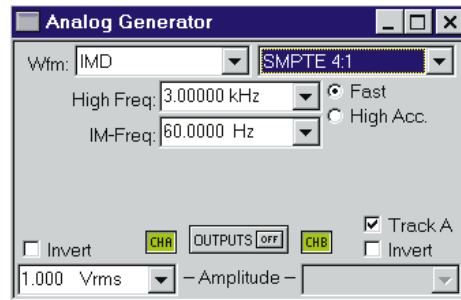 Analog Generator
Wfm: IMD SMPTE 4:1
High Freq: 3.00000 kHz Fast
High Acc.
IM-Freq: 60.0000 Hz
Track A
Invert CHA OUTPUTS OFF CHB Invert
1.000 Vrms – Amplitude –